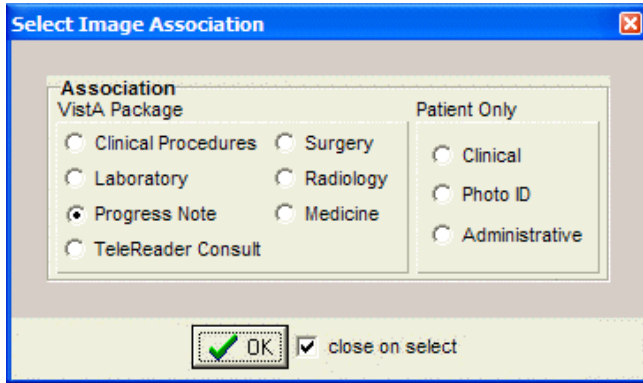 Select Image Association
Association
VistA Package
Clinical Procedures
Surgery
Laboratory
Radiology
Progress Note
Medicine
TeleReader Consult
Patient Only
Clinical
Photo ID
Administrative
OK
close on select